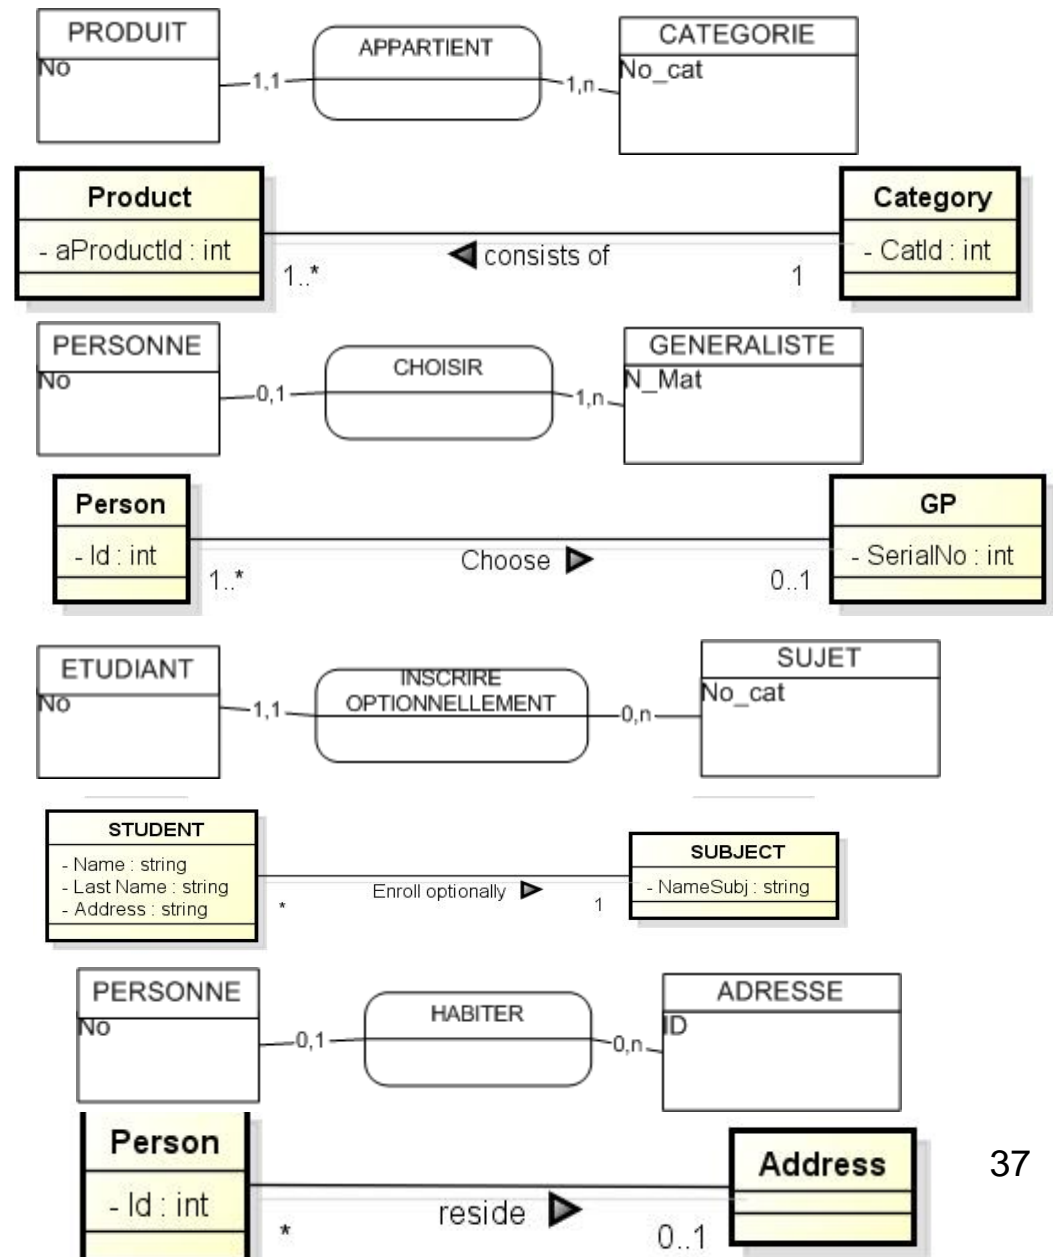 PRODUIT
No
1,1
APPARTIENT
1,n
CATEGORIE
No_cat
Product
- aProductId : int
1..*
consists of
1
Category
- CatId : int
PERSONNE
No
0,1
CHOISIR
1,n
GENERALISTE
N_Mat
Person
- Id : int
1..*
Choose
0..1
GP
- SerialNo : int
ETUDIANT
No
1,1
INSCRIRE
OPTIONNELLEMENT
0,n
SUJET
No_cat
STUDENT
- Name : string
- Last Name : string
- Address : string
*
Enroll optionally
1
SUBJECT
- NameSubj : string
PERSONNE
No
0,1
HABITER
0,n
ADRESSE
ID
Person
- Id : int
*
reside
0..1
Address
37